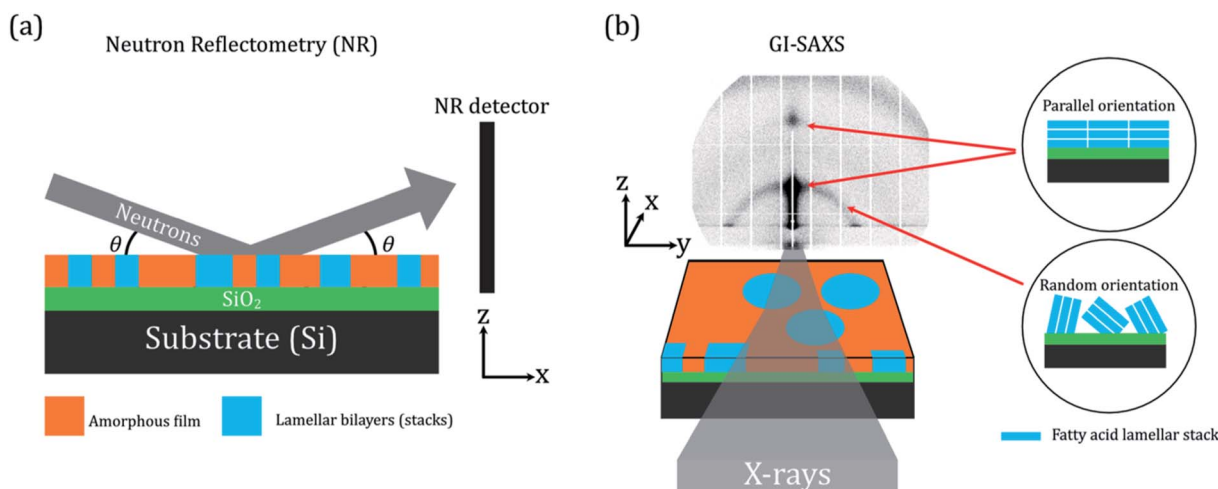 (a)
Neutron Reflectometry (NR)
NR detector
Neutrons
θ
θ
SiO₂
Substrate (Si)
z
x
Amorphous film
Lamellar bilayers (stacks)
(b)
GI-SAXS
z
x
y
Parallel orientation
Random orientation
Fatty acid lamellar stack
X-rays